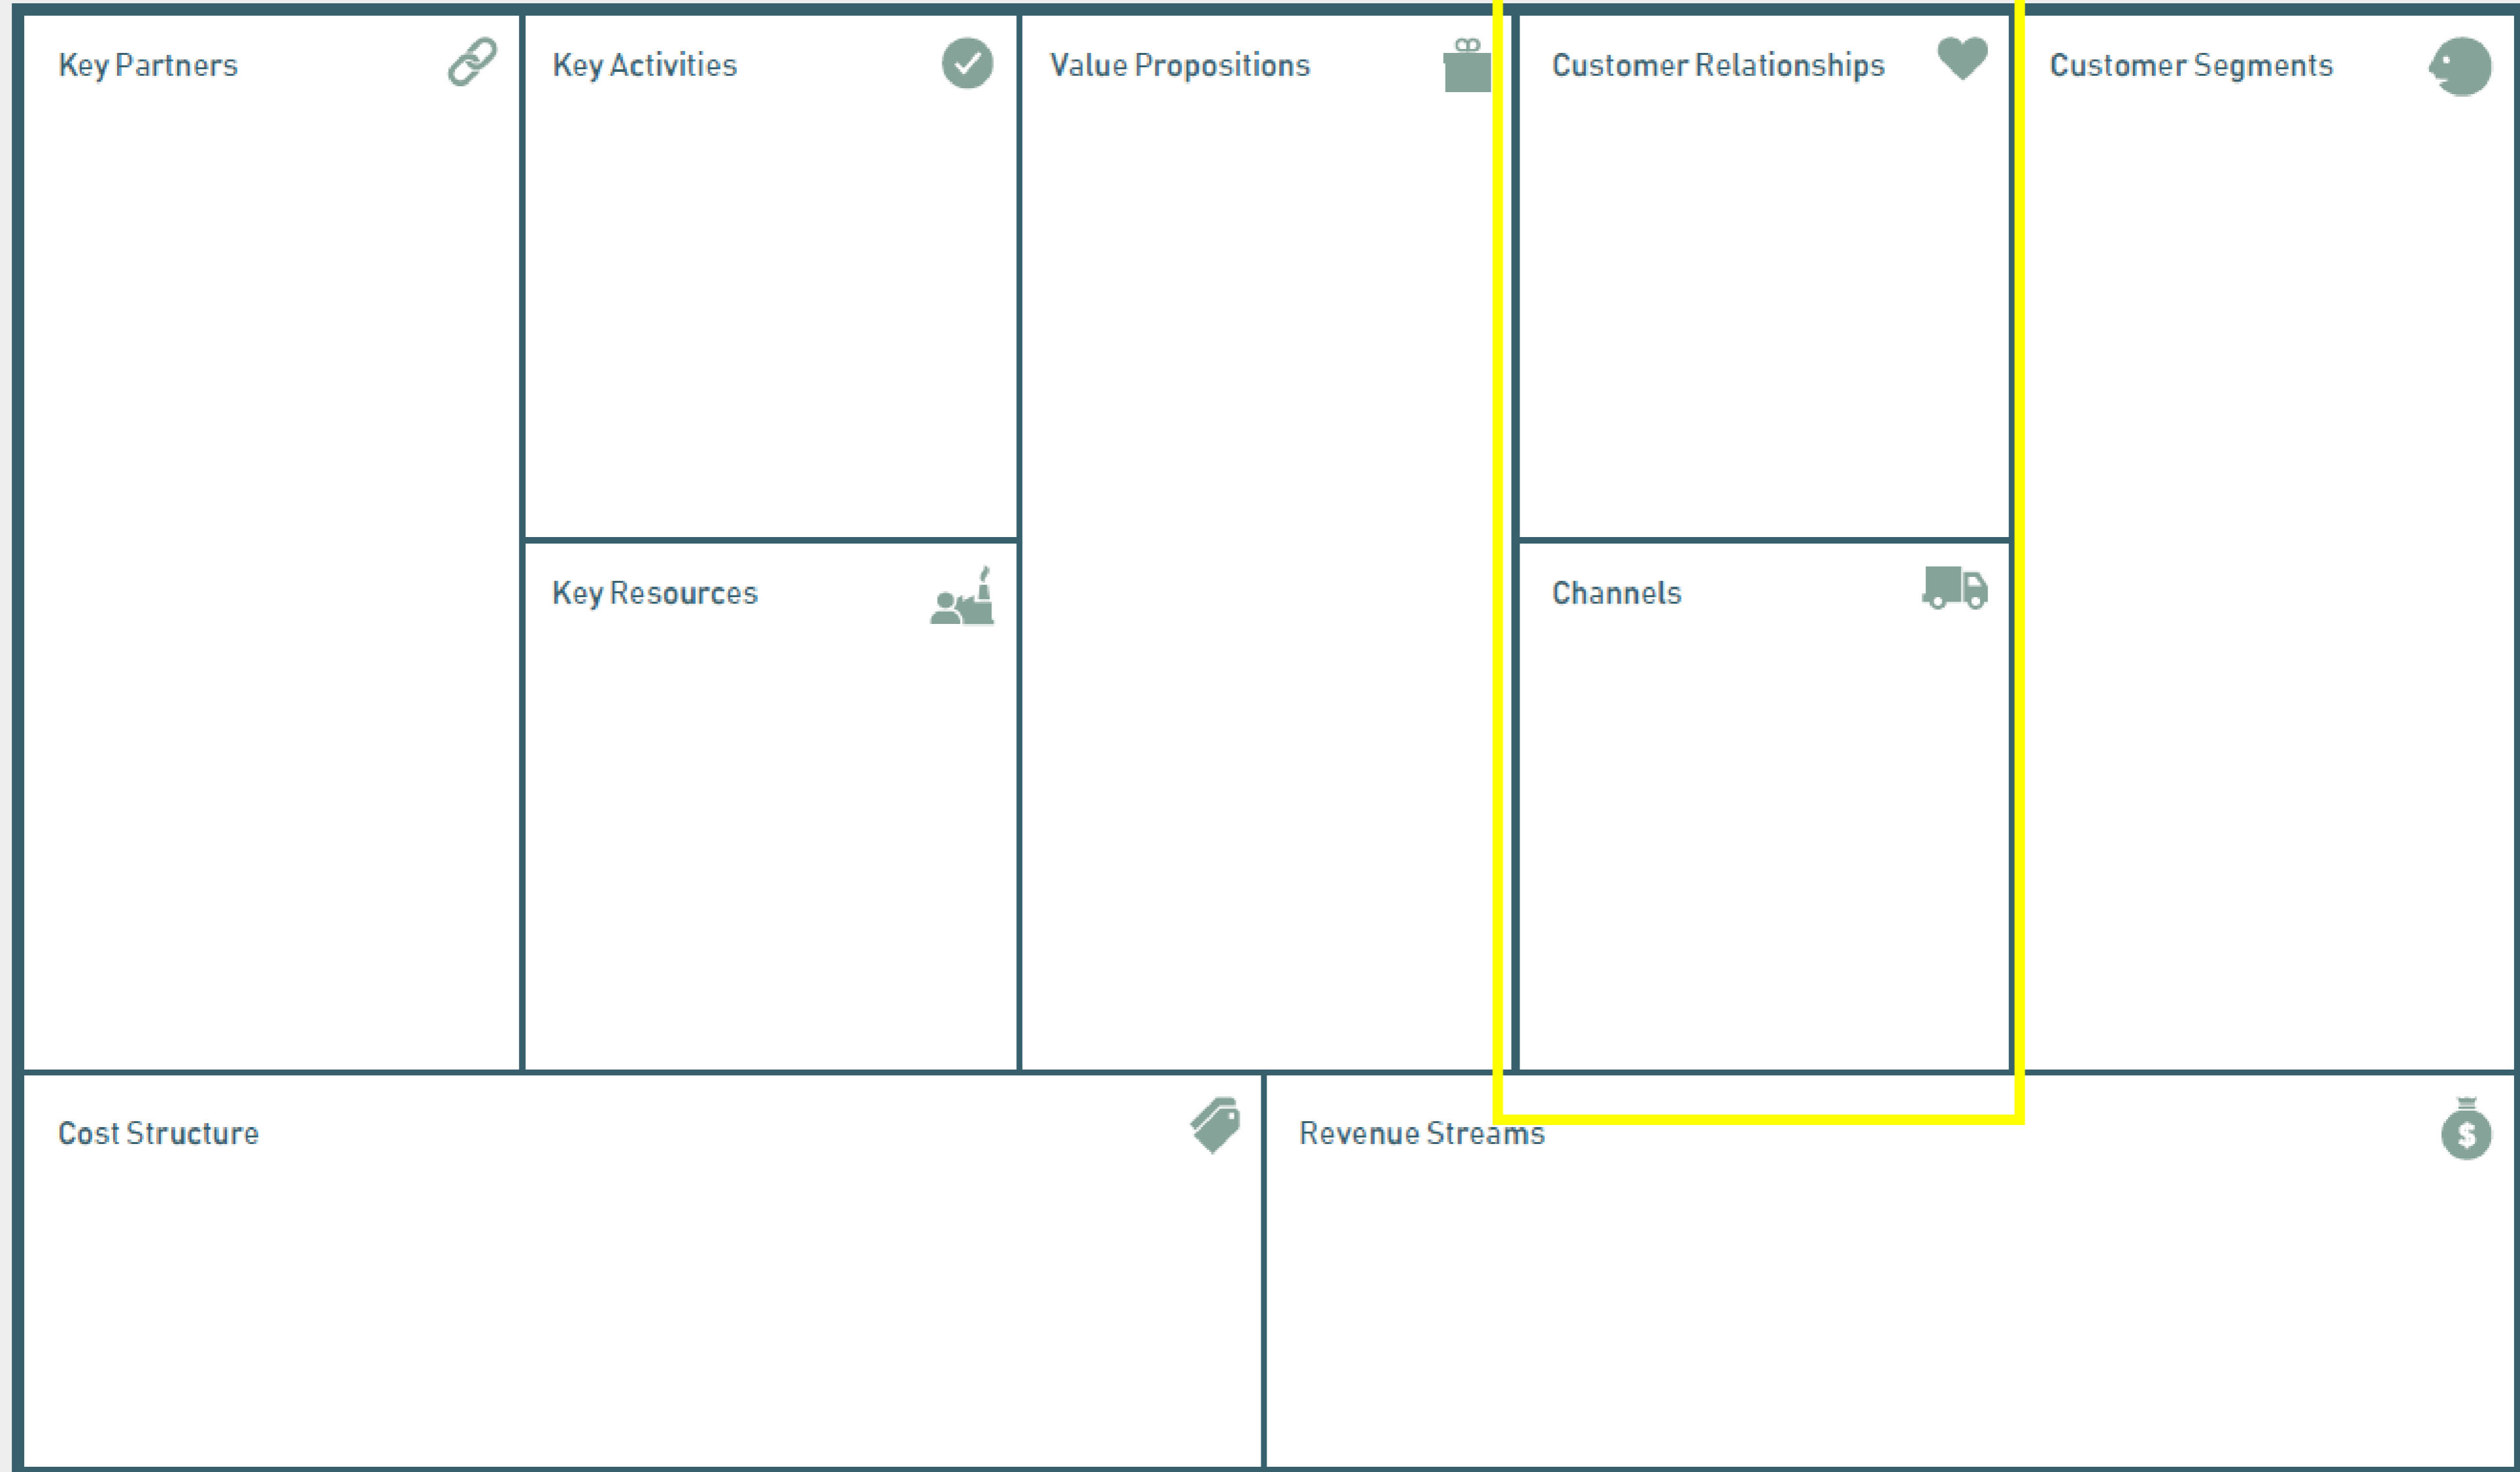 Key Partners
Key Activities
Value Propositions
Customer Relationships
Customer Segments
Key Resources
Channels
Cost Structure
Revenue Streams
$